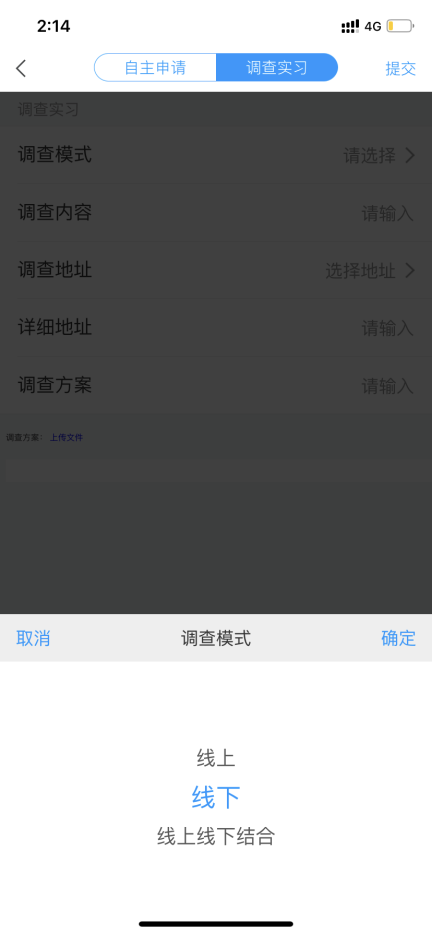 2:14
4G
自主申请
调查实习
提交
调查实习
调查模式
请选择
调查内容
请输入
调查地址
选择地址
详细地址
请输入
调查方案
请输入
调查方案: 上传文件
取消
调查模式
确定
线上
线下
线上线下结合